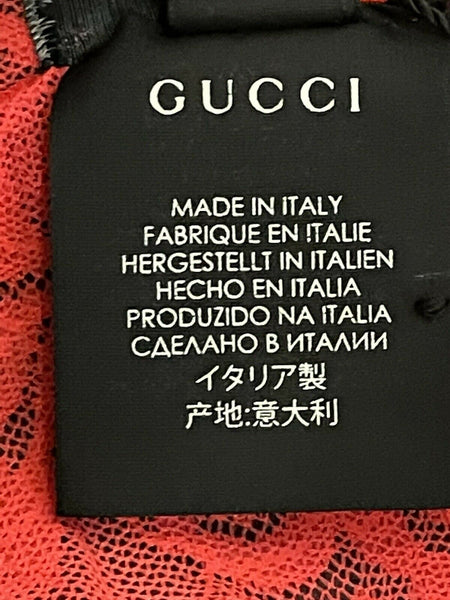 GUCCI
MADE IN ITALY
FABRIQUE EN ITALIE
HERGESTELLT IN ITALIEN
HECHO EN ITALIA
PRODUZIDO NA ITALIA
СДЕЛАНО В ИТАЛИИ
イタリア製
产地:意大利